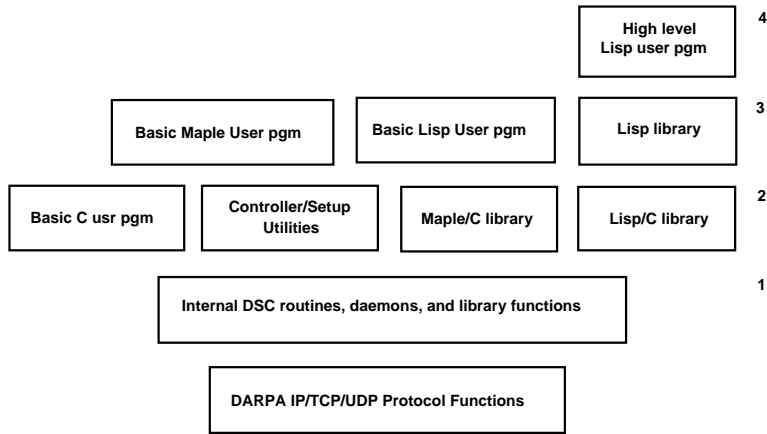 High level
Lisp user pgm
4
Basic Maple User pgm
Basic Lisp User pgm
Lisp library
3
Basic C usr pgm
Controller/Setup
Utilities
Maple/C library
Lisp/C library
2
Internal DSC routines, daemons, and library functions
1
DARPA IP/TCP/UDP Protocol Functions